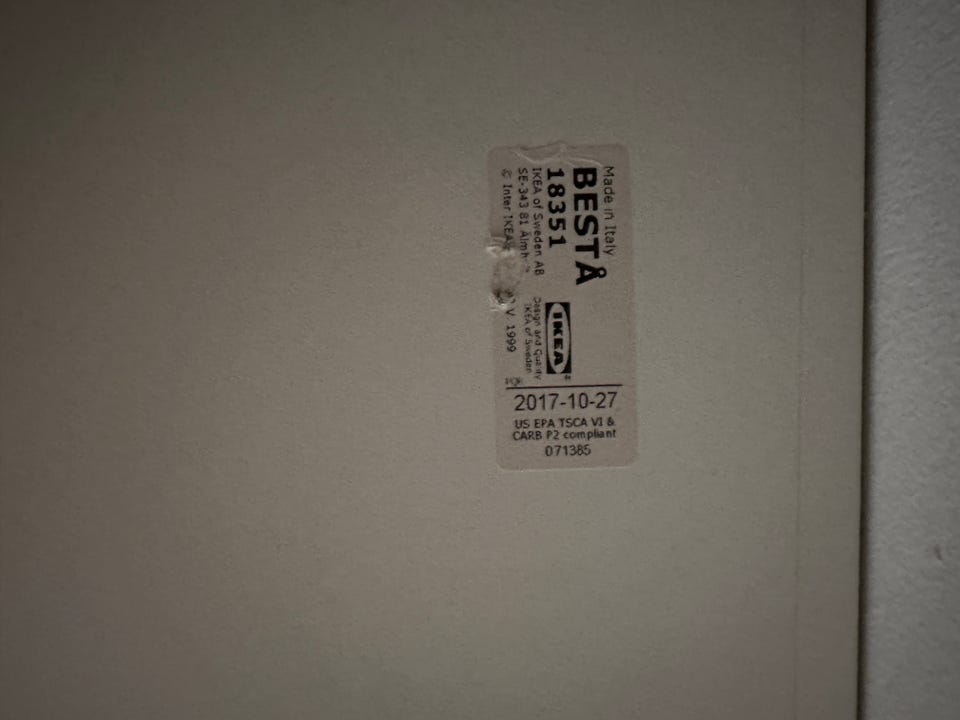 Made in Italy
BESTÅ
18351
IKEA of Sweden AB
SE-343 81
© Inter IKEA
B.V. 1999
IKEA®
Design and Quality
IKEA of Sweden
2017-10-27
US EPA TSCA VI &
CARB P2 compliant
071385